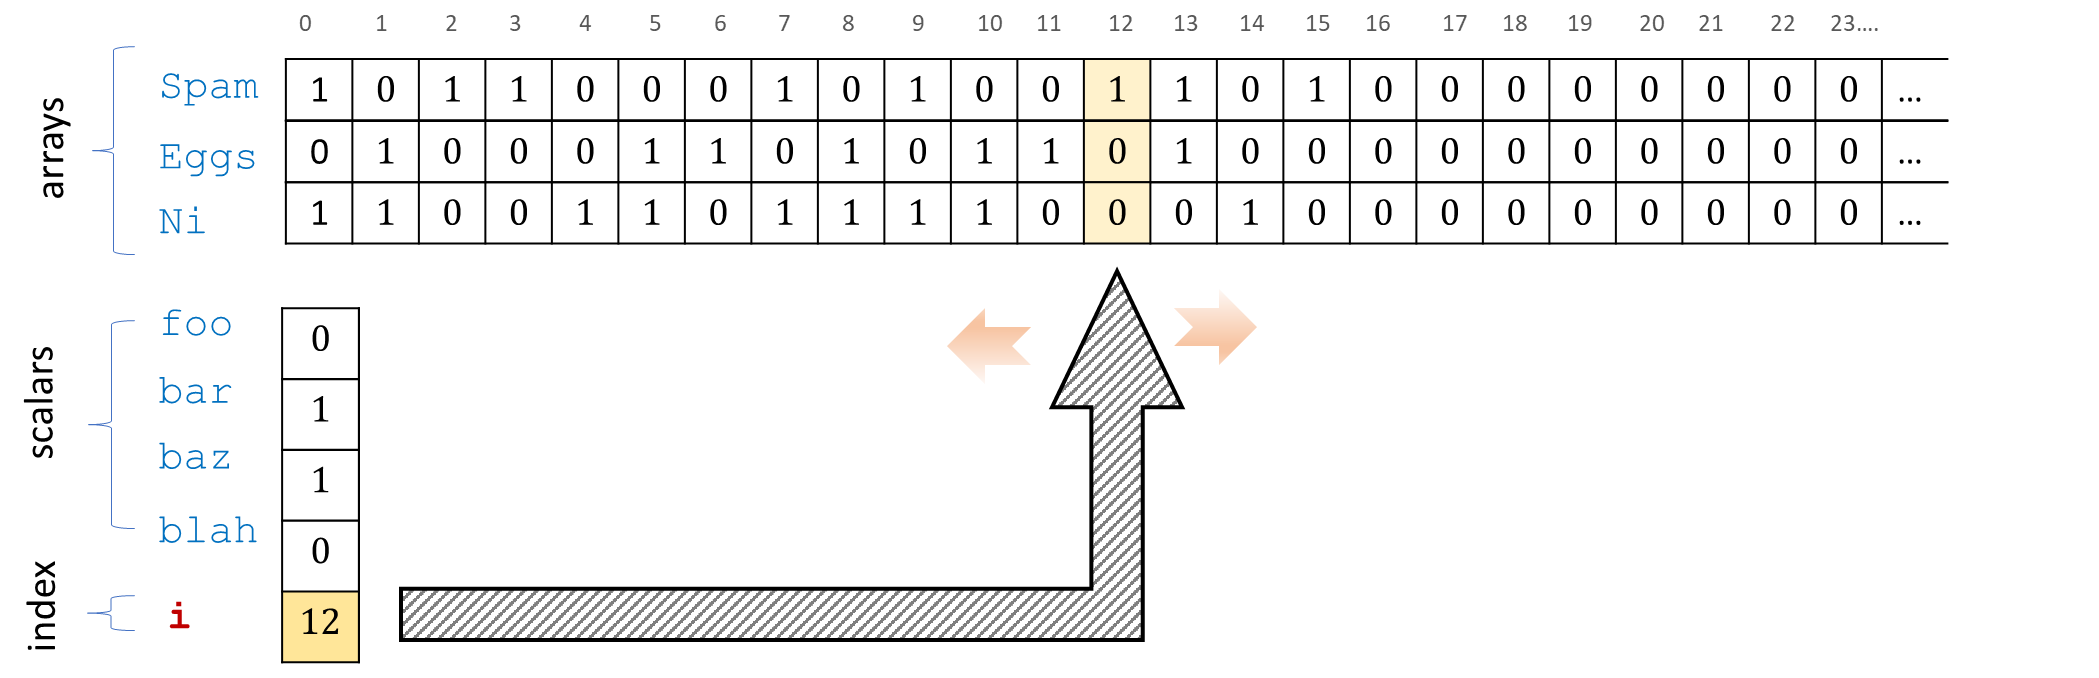 0 1 2 3 4 5 6 7 8 9 10 11 12 13 14 15 16 17 18 19 20 21 22 23....
arrays
Spam 1 0 1 1 0 0 0 1 0 1 0 0 1 1 0 1 0 0 0 0 0 0 0 0 ...
Eggs 0 1 0 0 0 1 1 0 1 0 1 1 0 1 0 0 0 0 0 0 0 0 0 0 ...
Ni 1 1 0 0 1 1 0 1 1 1 1 0 0 0 1 0 0 0 0 0 0 0 0 0 ...
scalars
foo 0
bar 1
baz 1
blah 0
index
i 12